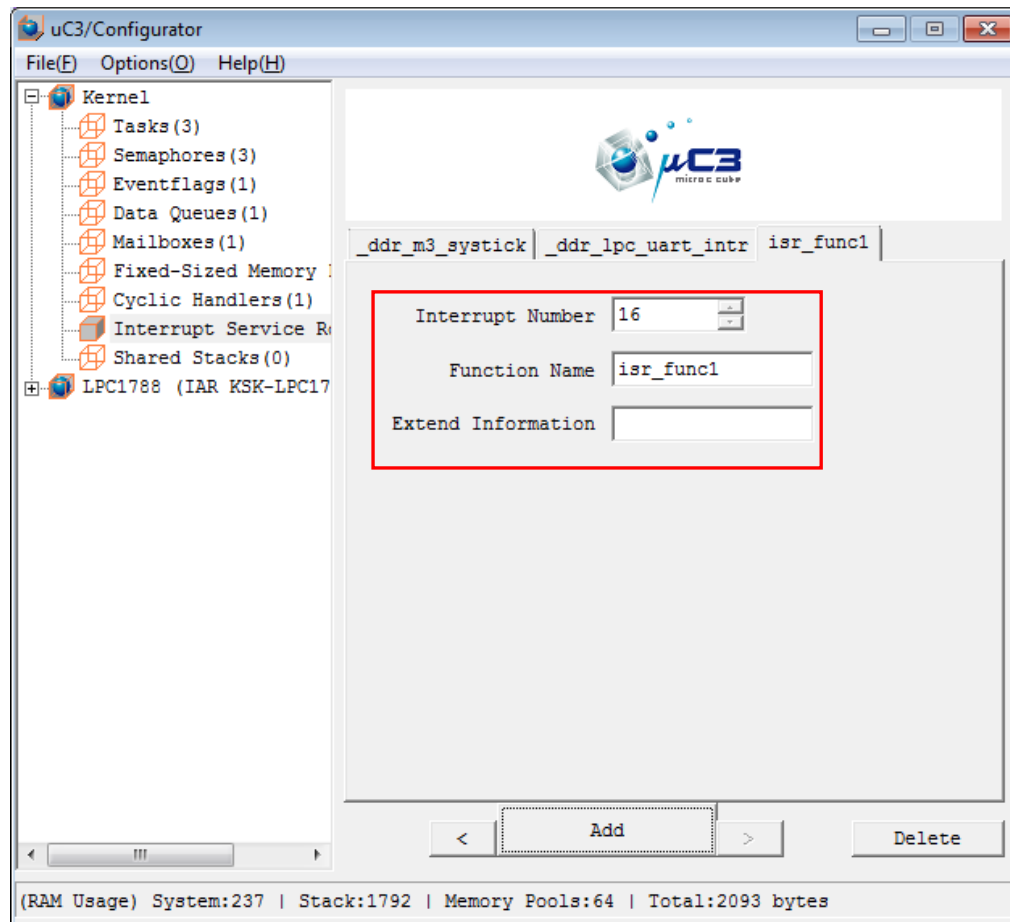 uC3/Configurator
File(F) Options(O) Help(H)
Kernel
Tasks(3)
Semaphores(3)
Eventflags(1)
Data Queues(1)
Mailboxes(1)
Fixed-Sized Memory
Cyclic Handlers(1)
Interrupt Service
Shared Stacks(0)
LPC1788 (IAR KSK-LPC17
µC3
micro c cube
_ddr_m3_systick _ddr_lpc_uart_intr isr_func1
Interrupt Number 16
Function Name isr_func1
Extend Information
< Add > Delete
(RAM Usage) System:237 | Stack:1792 | Memory Pools:64 | Total:2093 bytes